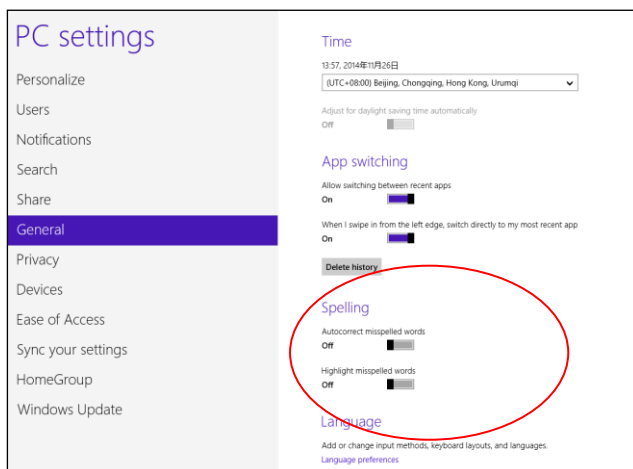 PC settings
Personalize
Users
Notifications
Search
Share
General
Privacy
Devices
Ease of Access
Sync your settings
HomeGroup
Windows Update
Time
13:57, 2014年11月26日
(UTC+08:00) Beijing, Chongqing, Hong Kong, Urumqi
Adjust for daylight saving time automatically
Off
App switching
Allow switching between recent apps
On
When I swipe in from the left edge, switch directly to my most recent app
On
Delete history
Spelling
Autocorrect misspelled words
Off
Highlight misspelled words
Off
Language
Add or change input methods, keyboard layouts, and languages.
Language preferences